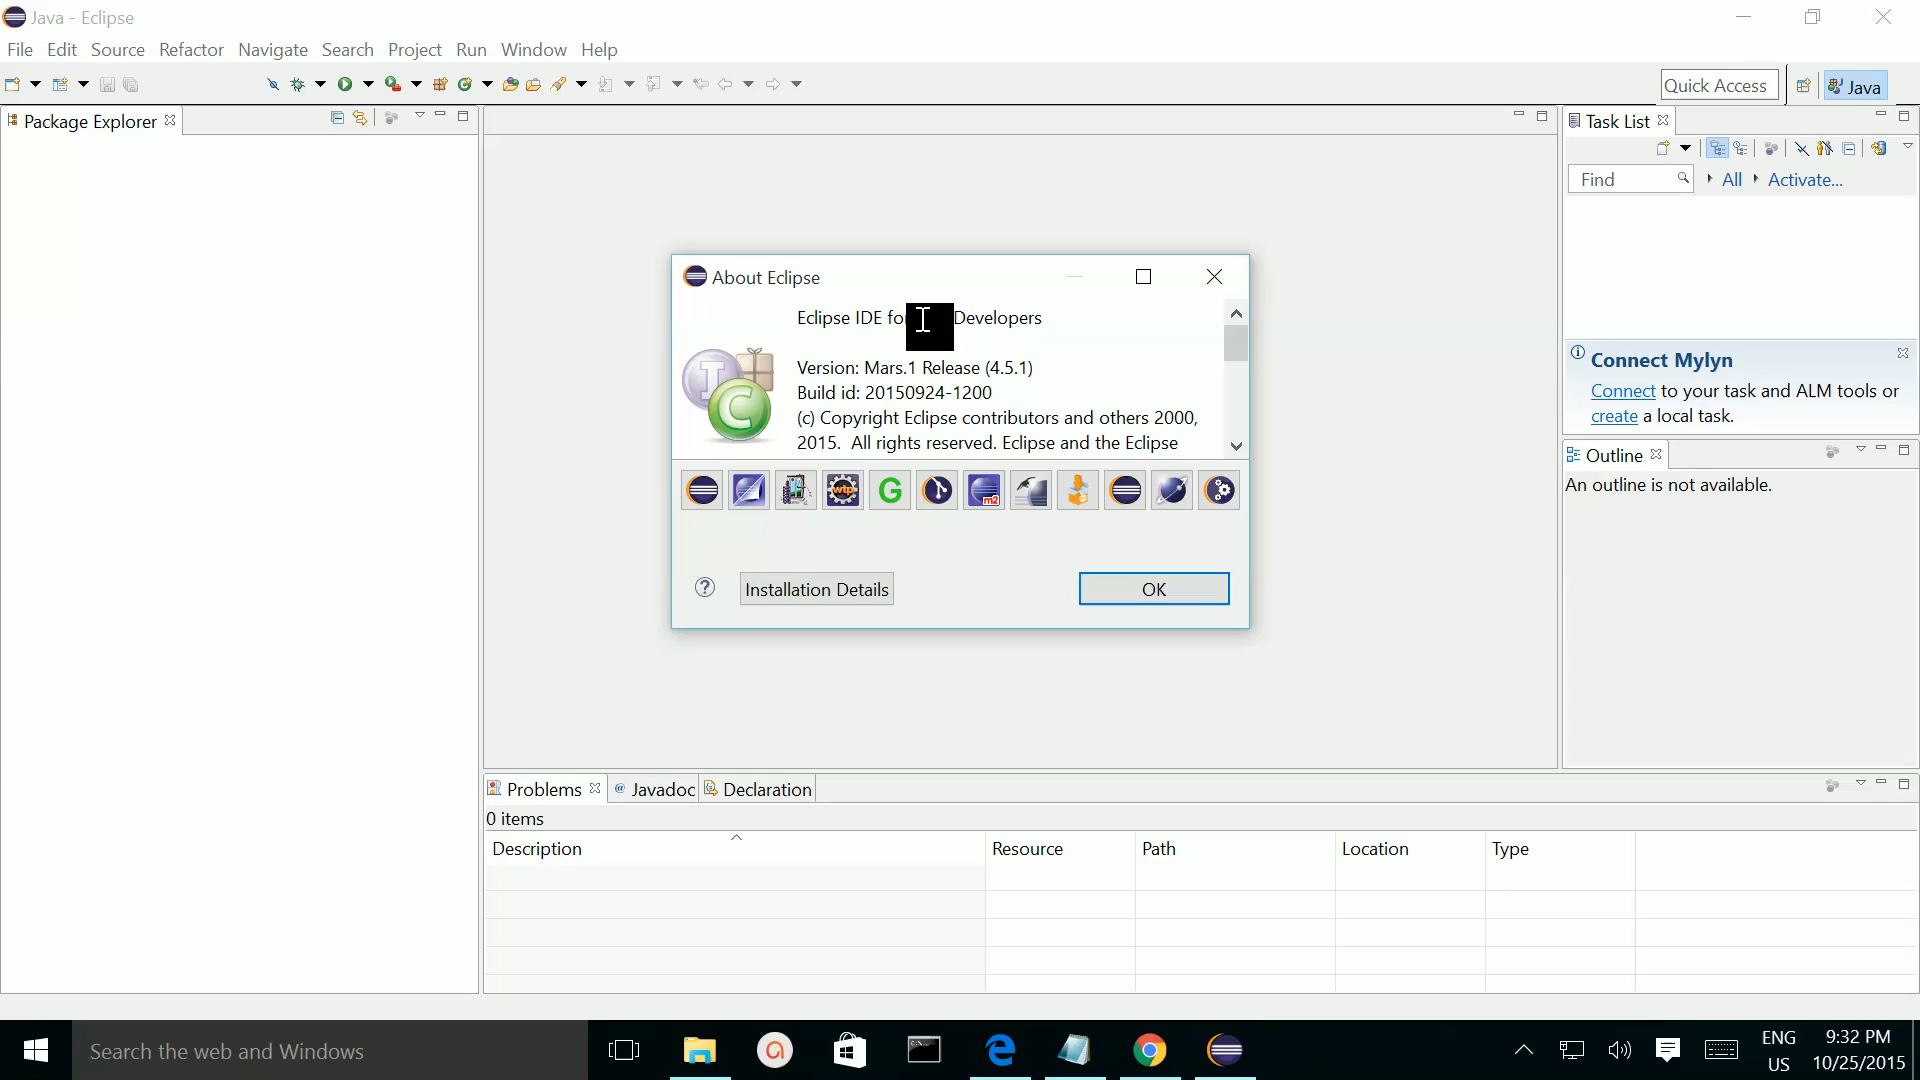 Java - Eclipse
File Edit Source Refactor Navigate Search Project Run Window Help
Quick Access
Java
Package Explorer
Task List
Find
All
Activate...
Connect Mylyn
Connect to your task and ALM tools or
create a local task.
Outline
An outline is not available.
About Eclipse
Eclipse IDE for Developers
Version: Mars.1 Release (4.5.1)
Build id: 20150924-1200
(c) Copyright Eclipse contributors and others 2000,
2015. All rights reserved. Eclipse and the Eclipse
wtp
G
m2
Installation Details
OK
Problems @ Javadoc Declaration
0 items
Description Resource Path Location Type
Search the web and Windows
ENG
US
9:32 PM
10/25/2015